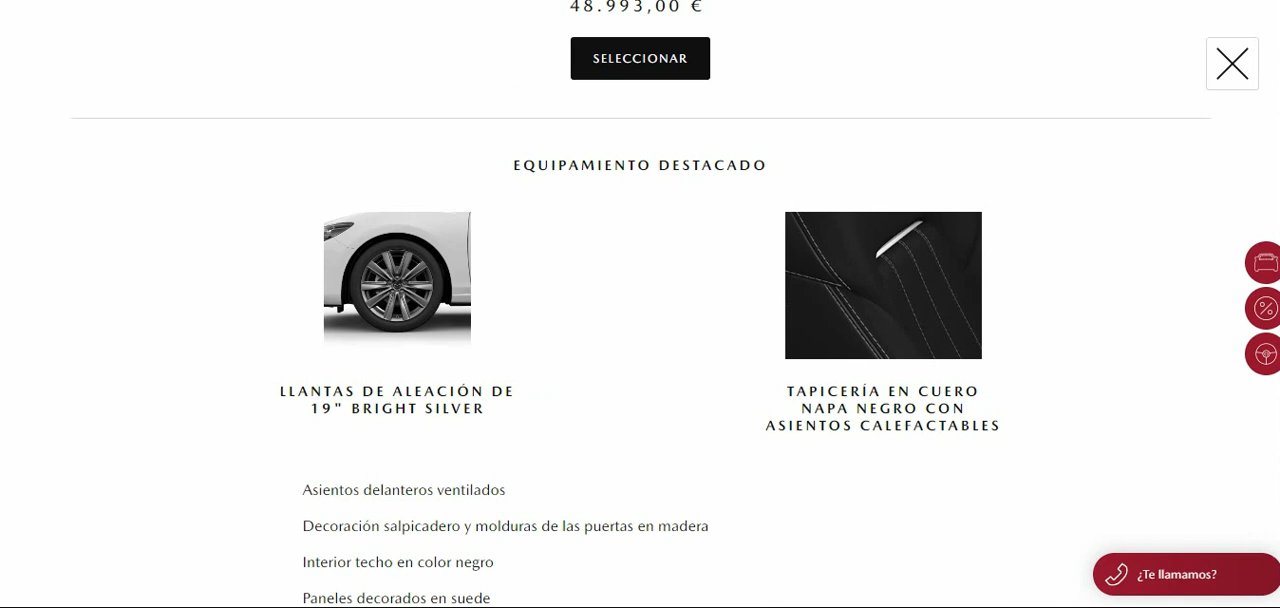 48.993,00 €
SELECCIONAR
EQUIPAMIENTO DESTACADO
LLANTAS DE ALEACIÓN DE
19" BRIGHT SILVER
TAPICERÍA EN CUERO
NAPA NEGRO CON
ASIENTOS CALEFACTABLES
Asientos delanteros ventilados
Decoración salpicadero y molduras de las puertas en madera
Interior techo en color negro
Paneles decorados en suede
¿Te llamamos?